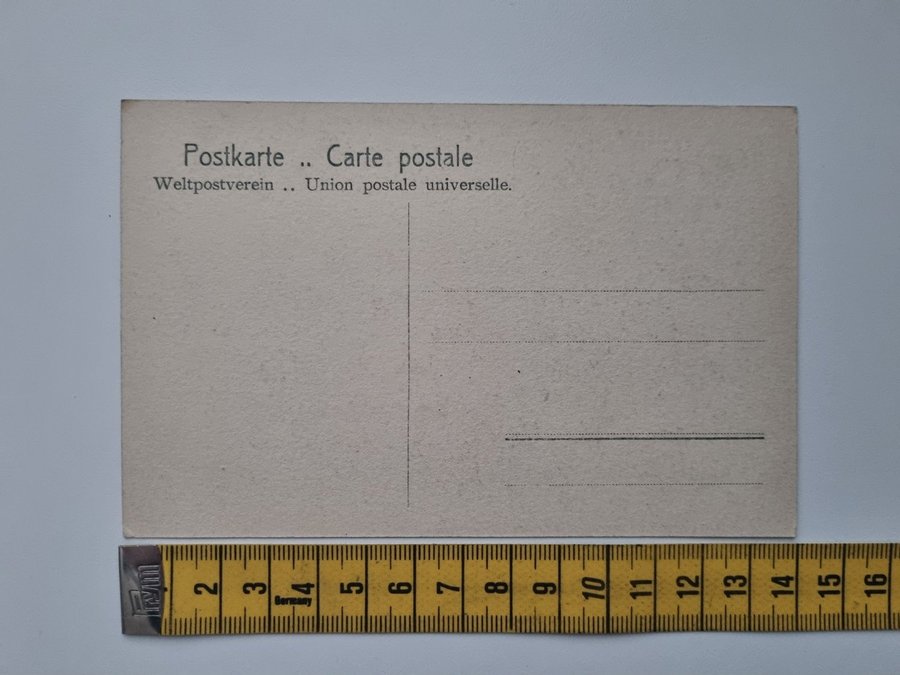 Postkarte .. Carte postale
Weltpostverein .. Union postale universelle.
2 3 4 5 6 7 8 9 10 11 12 13 14 15 16
Germany